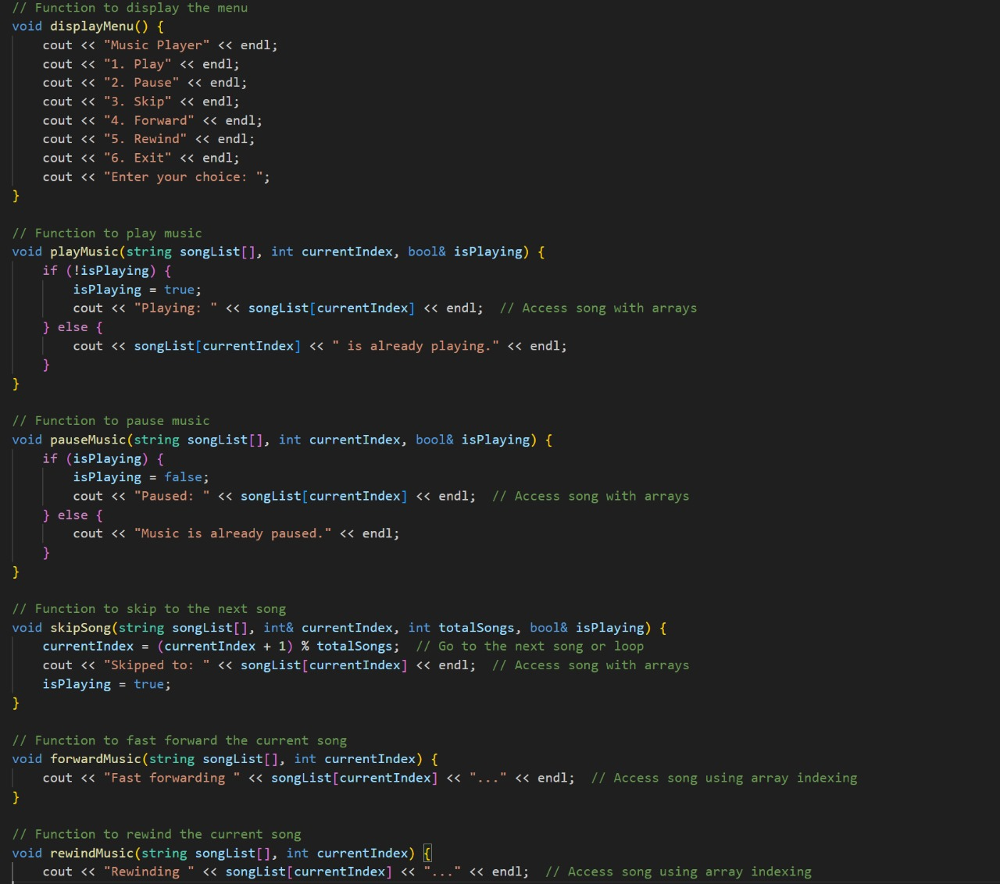 // Function to display the menu
void displayMenu() {
    cout << "Music Player" << endl;
    cout << "1. Play" << endl;
    cout << "2. Pause" << endl;
    cout << "3. Skip" << endl;
    cout << "4. Forward" << endl;
    cout << "5. Rewind" << endl;
    cout << "6. Exit" << endl;
    cout << "Enter your choice: ";
}

// Function to play music
void playMusic(string songList[], int currentIndex, bool& isPlaying) {
    if (!isPlaying) {
        isPlaying = true;
        cout << "Playing: " << songList[currentIndex] << endl;  // Access song with arrays
    } else {
        cout << songList[currentIndex] << " is already playing." << endl;
    }
}

// Function to pause music
void pauseMusic(string songList[], int currentIndex, bool& isPlaying) {
    if (isPlaying) {
        isPlaying = false;
        cout << "Paused: " << songList[currentIndex] << endl;  // Access song with arrays
    } else {
        cout << "Music is already paused." << endl;
    }
}

// Function to skip to the next song
void skipSong(string songList[], int& currentIndex, int totalSongs, bool& isPlaying) {
    currentIndex = (currentIndex + 1) % totalSongs;  // Go to the next song or loop
    cout << "Skipped to: " << songList[currentIndex] << endl;  // Access song with arrays
    isPlaying = true;
}

// Function to fast forward the current song
void forwardMusic(string songList[], int currentIndex) {
    cout << "Fast forwarding " << songList[currentIndex] << "..." << endl;  // Access song using array indexing
}

// Function to rewind the current song
void rewindMusic(string songList[], int currentIndex) {
    cout << "Rewinding " << songList[currentIndex] << "..." << endl;  // Access song using array indexing